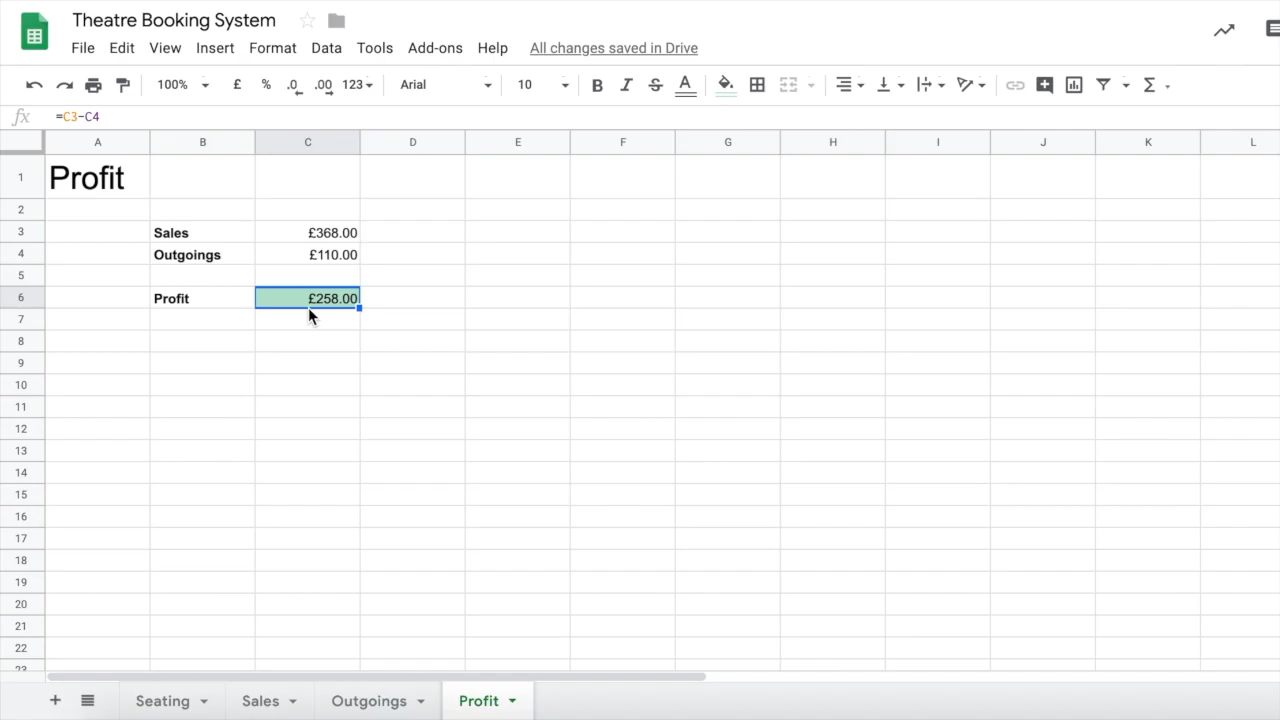 Theatre Booking System
File Edit View Insert Format Data Tools Add-ons Help All changes saved in Drive
100% £ % .0 .00 123 Arial 10 B I S A Σ
fx =C3-C4
A B C D E F G H I J K L
1 Profit
2
3 Sales £368.00
4 Outgoings £110.00
5
6 Profit £258.00
7
8
9
10
11
12
13
14
15
16
17
18
19
20
21
22
23
+ Seating Sales Outgoings Profit